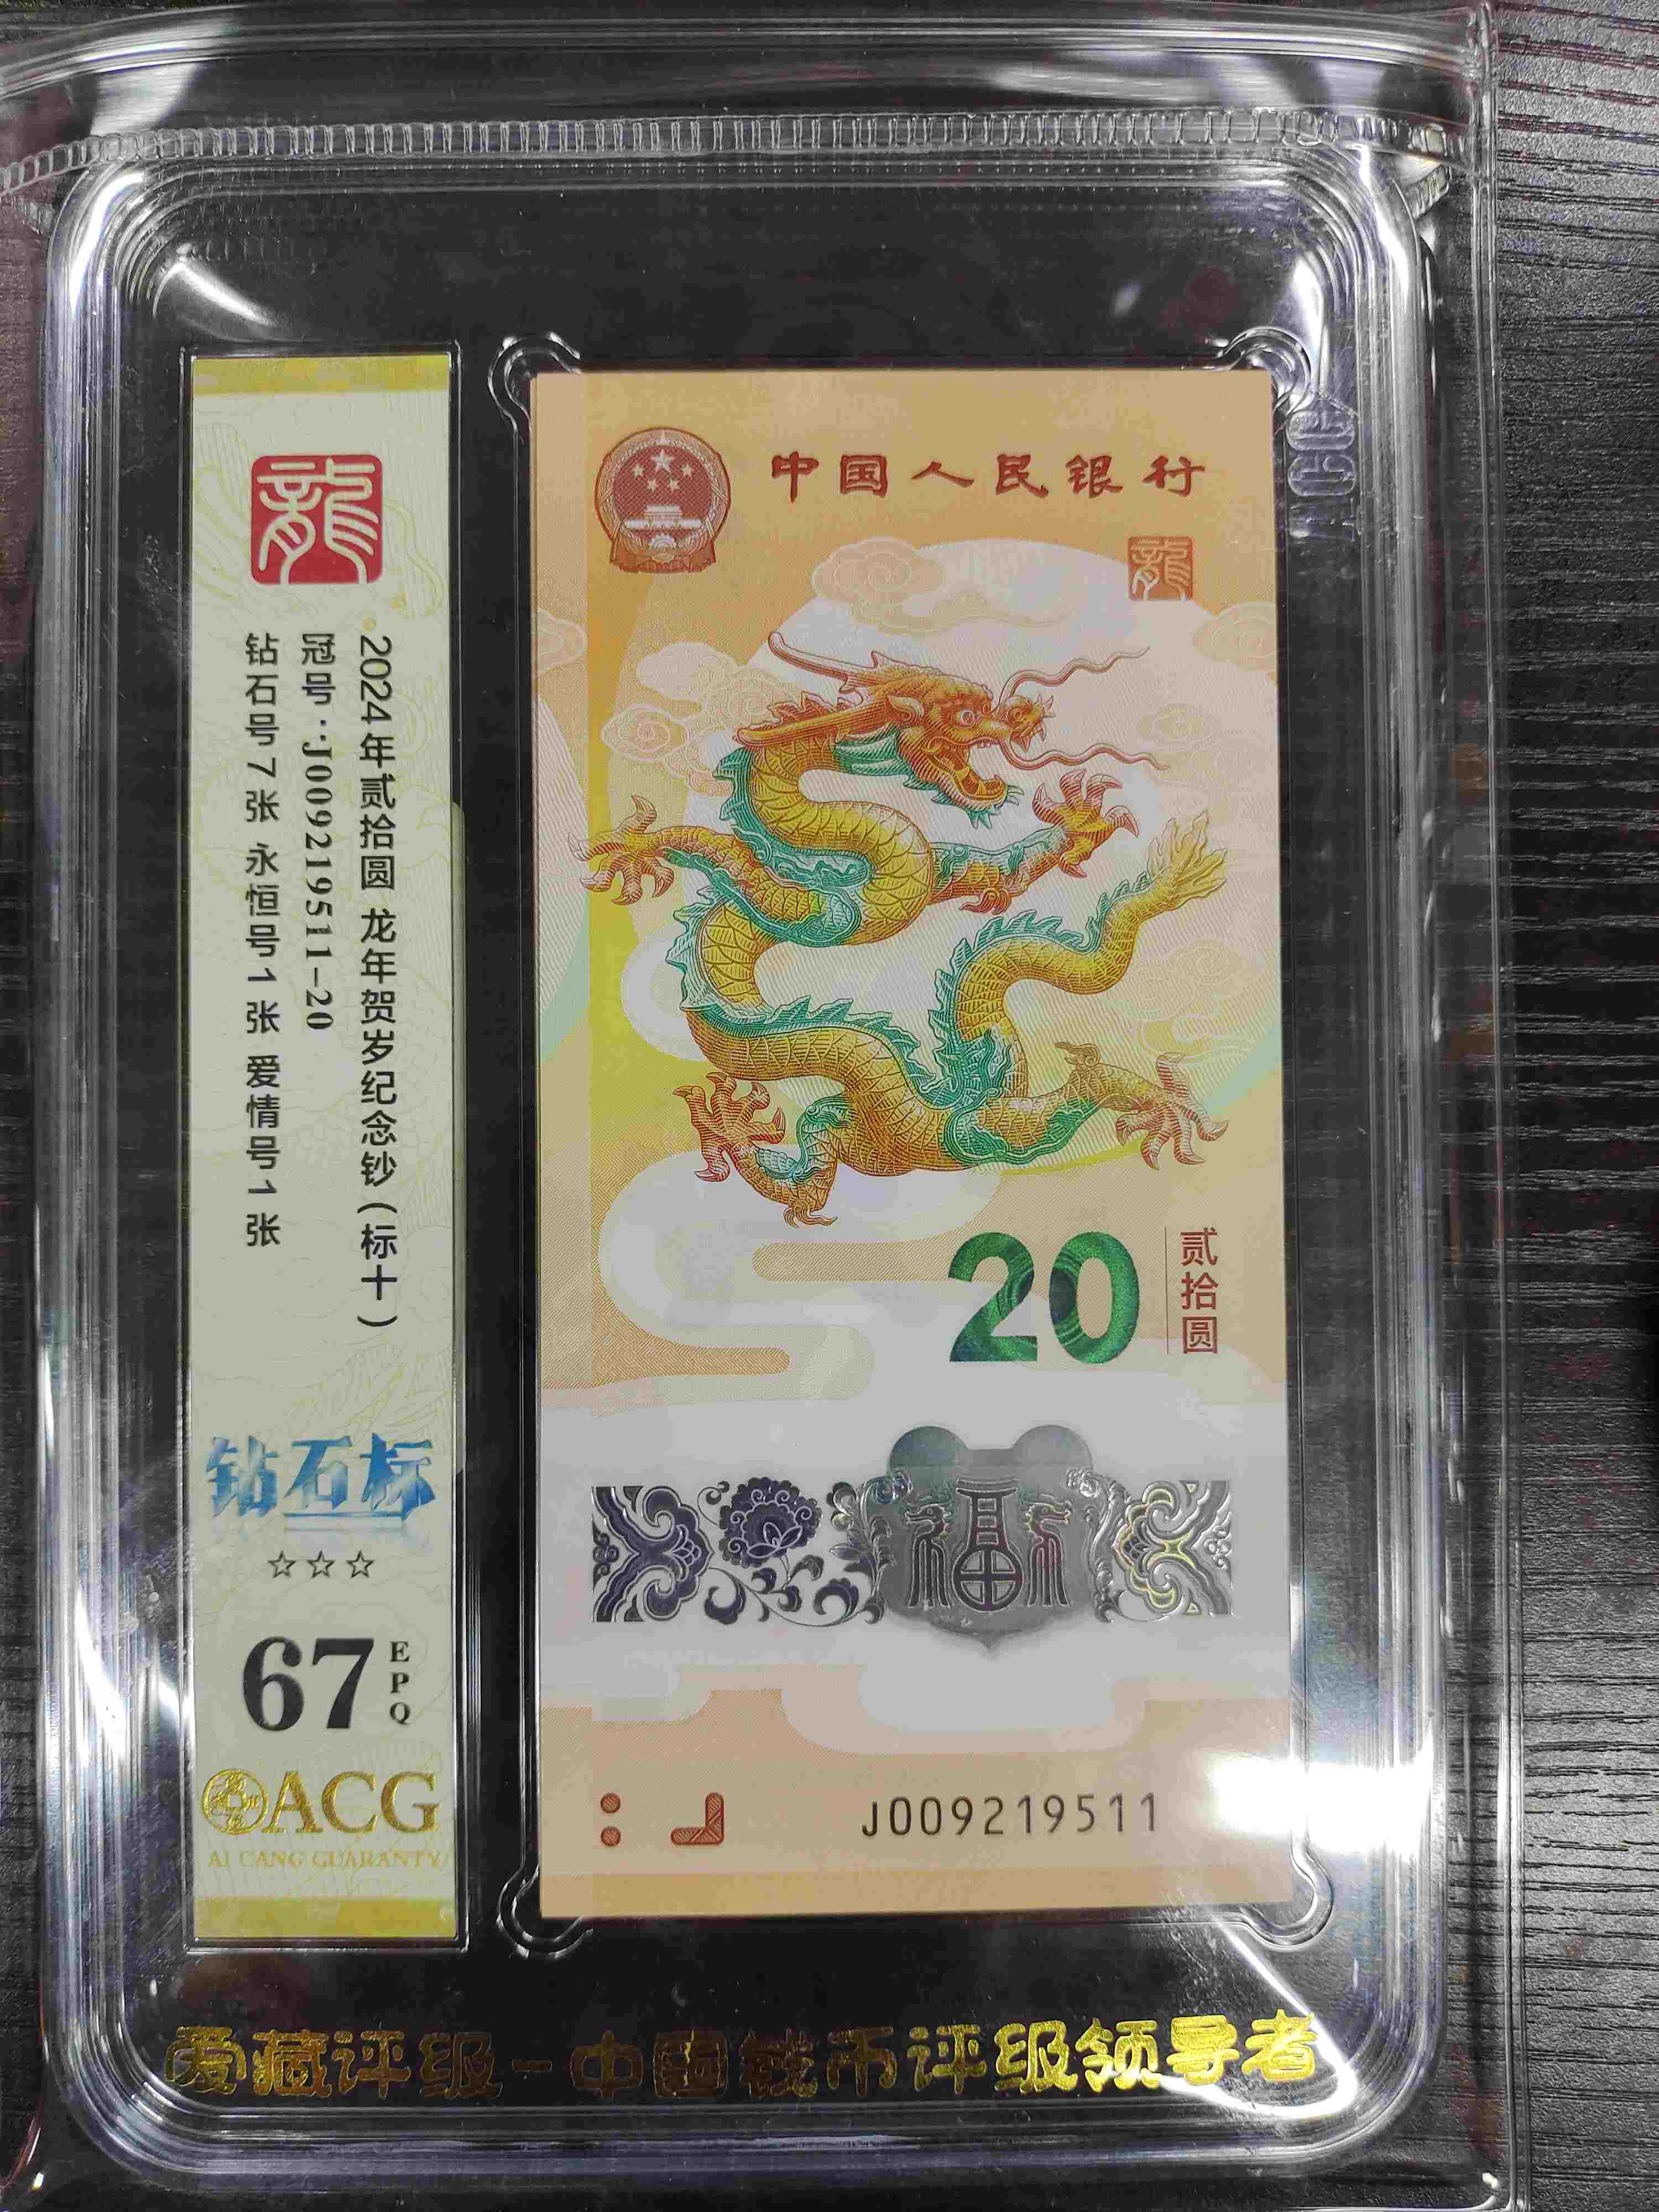 龍
2024年贰拾圆 龙年贺岁纪念钞(标十)
冠号:J009219511-20
钻石号7张 永恒号1张 爱情号1张
钻石标
☆☆☆
67
EPQ
ACG
AI CANG GUARANTY
中国人民银行
龍
20
贰拾圆
福
J009219511
ACG
爱藏评级-中国钱币评级领导者